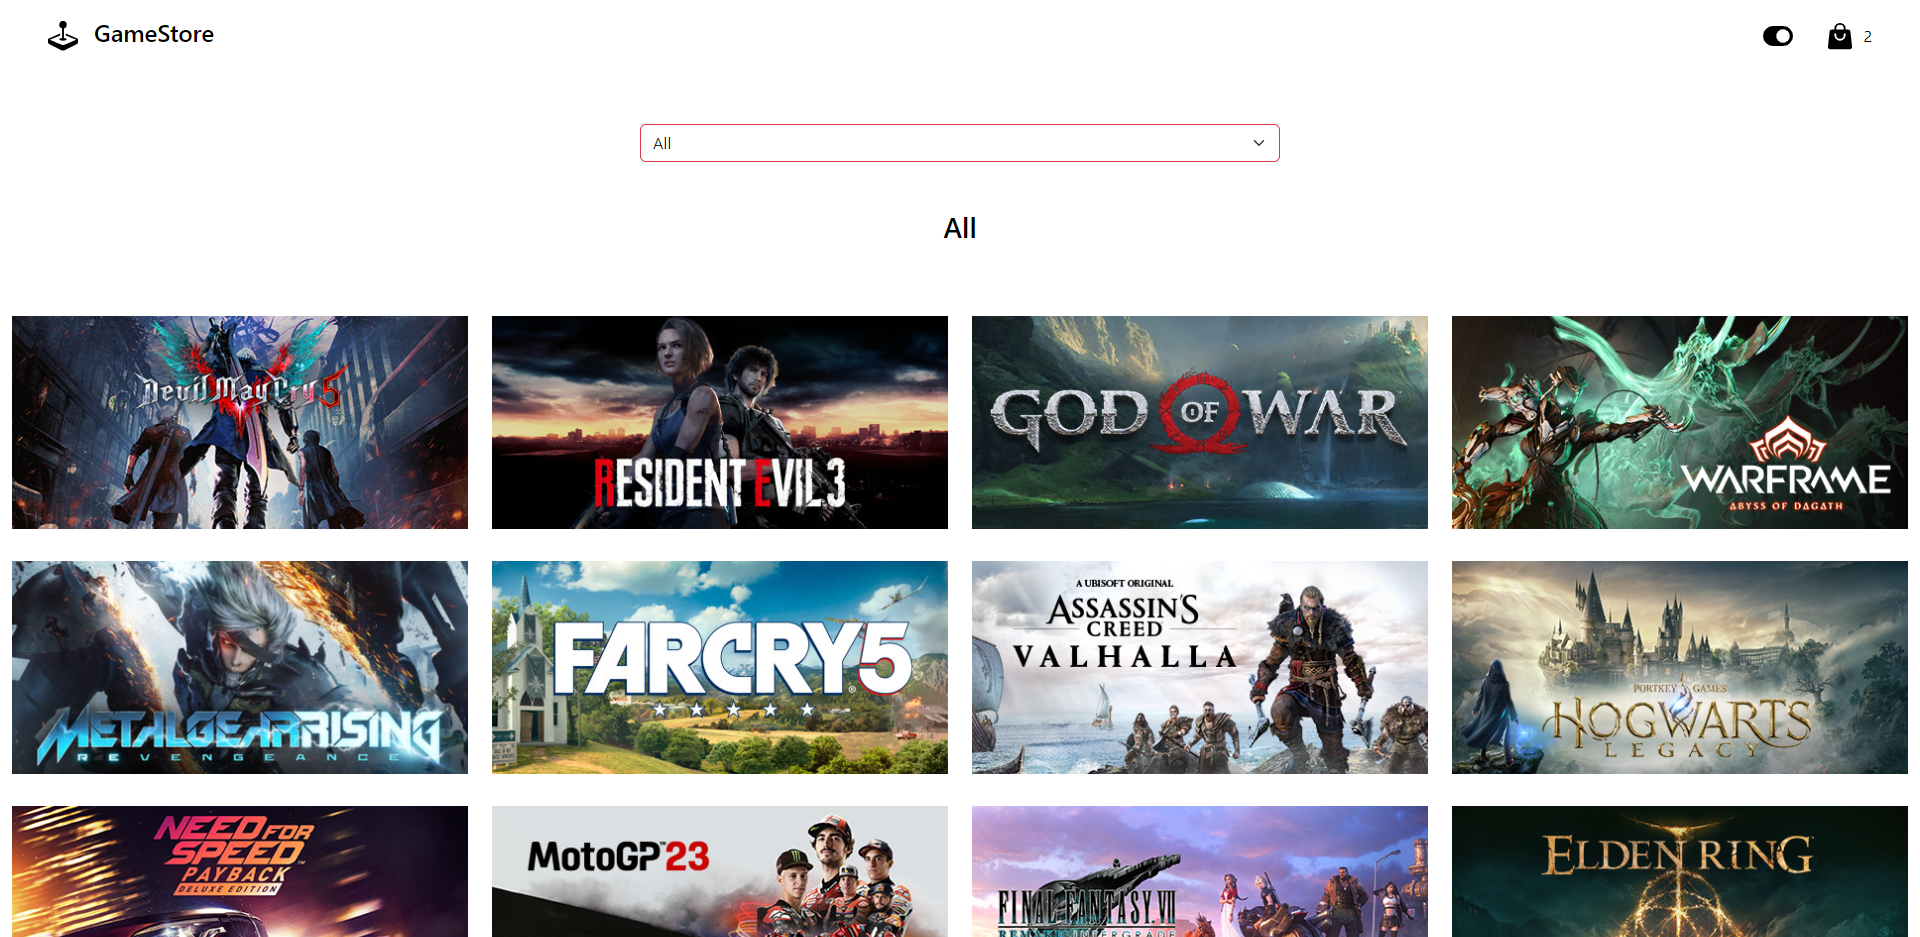 GameStore
2
All
All
Devil May Cry 5
RESIDENT EVIL 3
GOD OF WAR
WARFRAME
ABYSS OF DAGATH
METAL GEAR RISING
REVENGEANCE
FARCRY5
A UBISOFT ORIGINAL
ASSASSIN'S
CREED
VALHALLA
PORTKEY GAMES
HOGWARTS
LEGACY
NEED FOR
SPEED
PAYBACK
DELUXE EDITION
MotoGP™23
FINAL FANTASY VII
REMAKE INTERGRADE
ELDEN RING